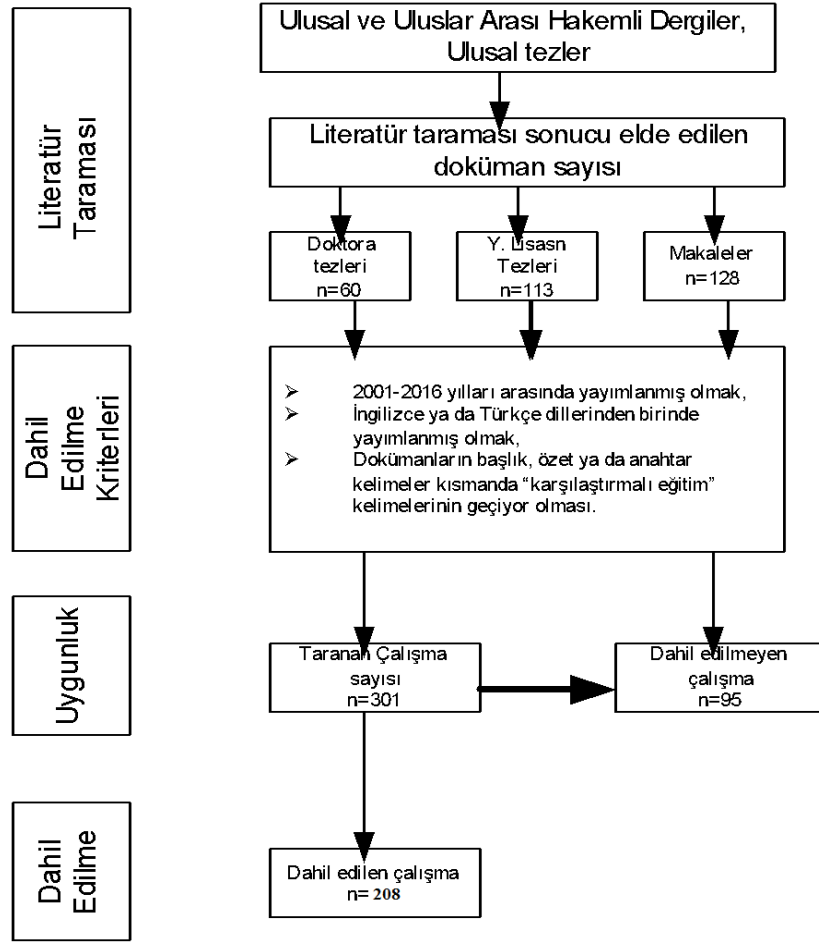 Ulusal ve Uluslar Arası Hakemli Dergiler,
Ulusal tezler
Literatür
Taraması
Literatür taraması sonucu elde edilen
doküman sayısı
Doktora
tezleri
n=60
Y. Lisasn
Tezleri
n=113
Makaleler
n=128
Dahil
Edilme
Kriterleri
➢ 2001-2016 yılları arasında yayımlanmış olmak,
➢ İngilizce ya da Türkçe dillerinden birinde
yayımlanmış olmak,
➢ Dokümanların başlık, özet ya da anahtar
kelimeler kısmanda “karşılaştırmalı eğitim”
kelimelerinin geçiyor olması.
Uygunluk
Taranan Çalışma
sayısı
n=301
Dahil edilmeyen
çalışma
n=95
Dahil
Edilme
Dahil edilen çalışma
n= 208